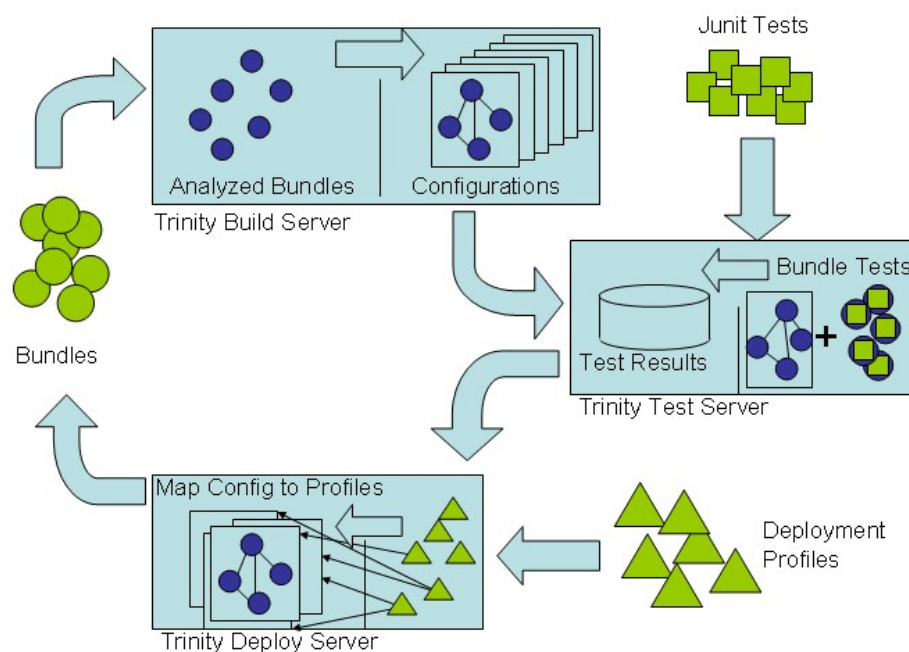 Junit Tests
Analyzed Bundles
Configurations
Trinity Build Server
Bundle Tests
Bundles
Test Results
+
Trinity Test Server
Map Config to Profiles
Deployment
Profiles
Trinity Deploy Server